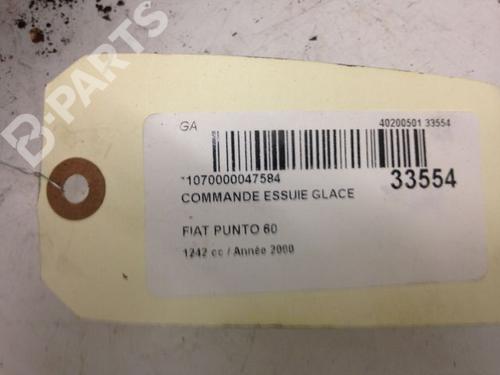 B-PARTS
GA
40200501 33554
*1070000047584
33554
COMMANDE ESSUIE GLACE
FIAT PUNTO 60
1242 cc / Année 2000